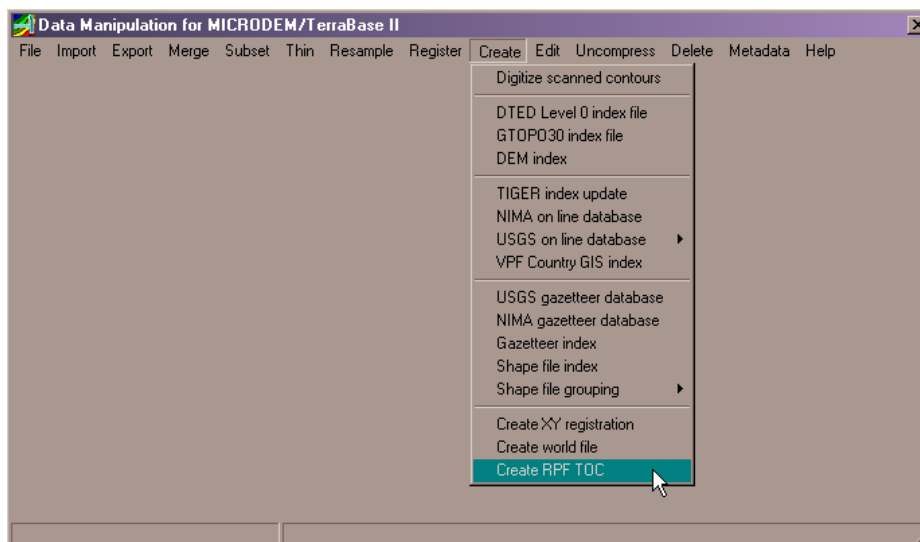 Data Manipulation for MICRODEM/TerraBase II
File Import Export Merge Subset Thin Resample Register Create Edit Uncompress Delete Metadata Help
Digitize scanned contours
DTED Level 0 index file
GTOPO30 index file
DEM index
TIGER index update
NIMA on line database
USGS on line database
VPF Country GIS index
USGS gazetteer database
NIMA gazetteer database
Gazetteer index
Shape file index
Shape file grouping
Create XY registration
Create world file
Create RPF TOC